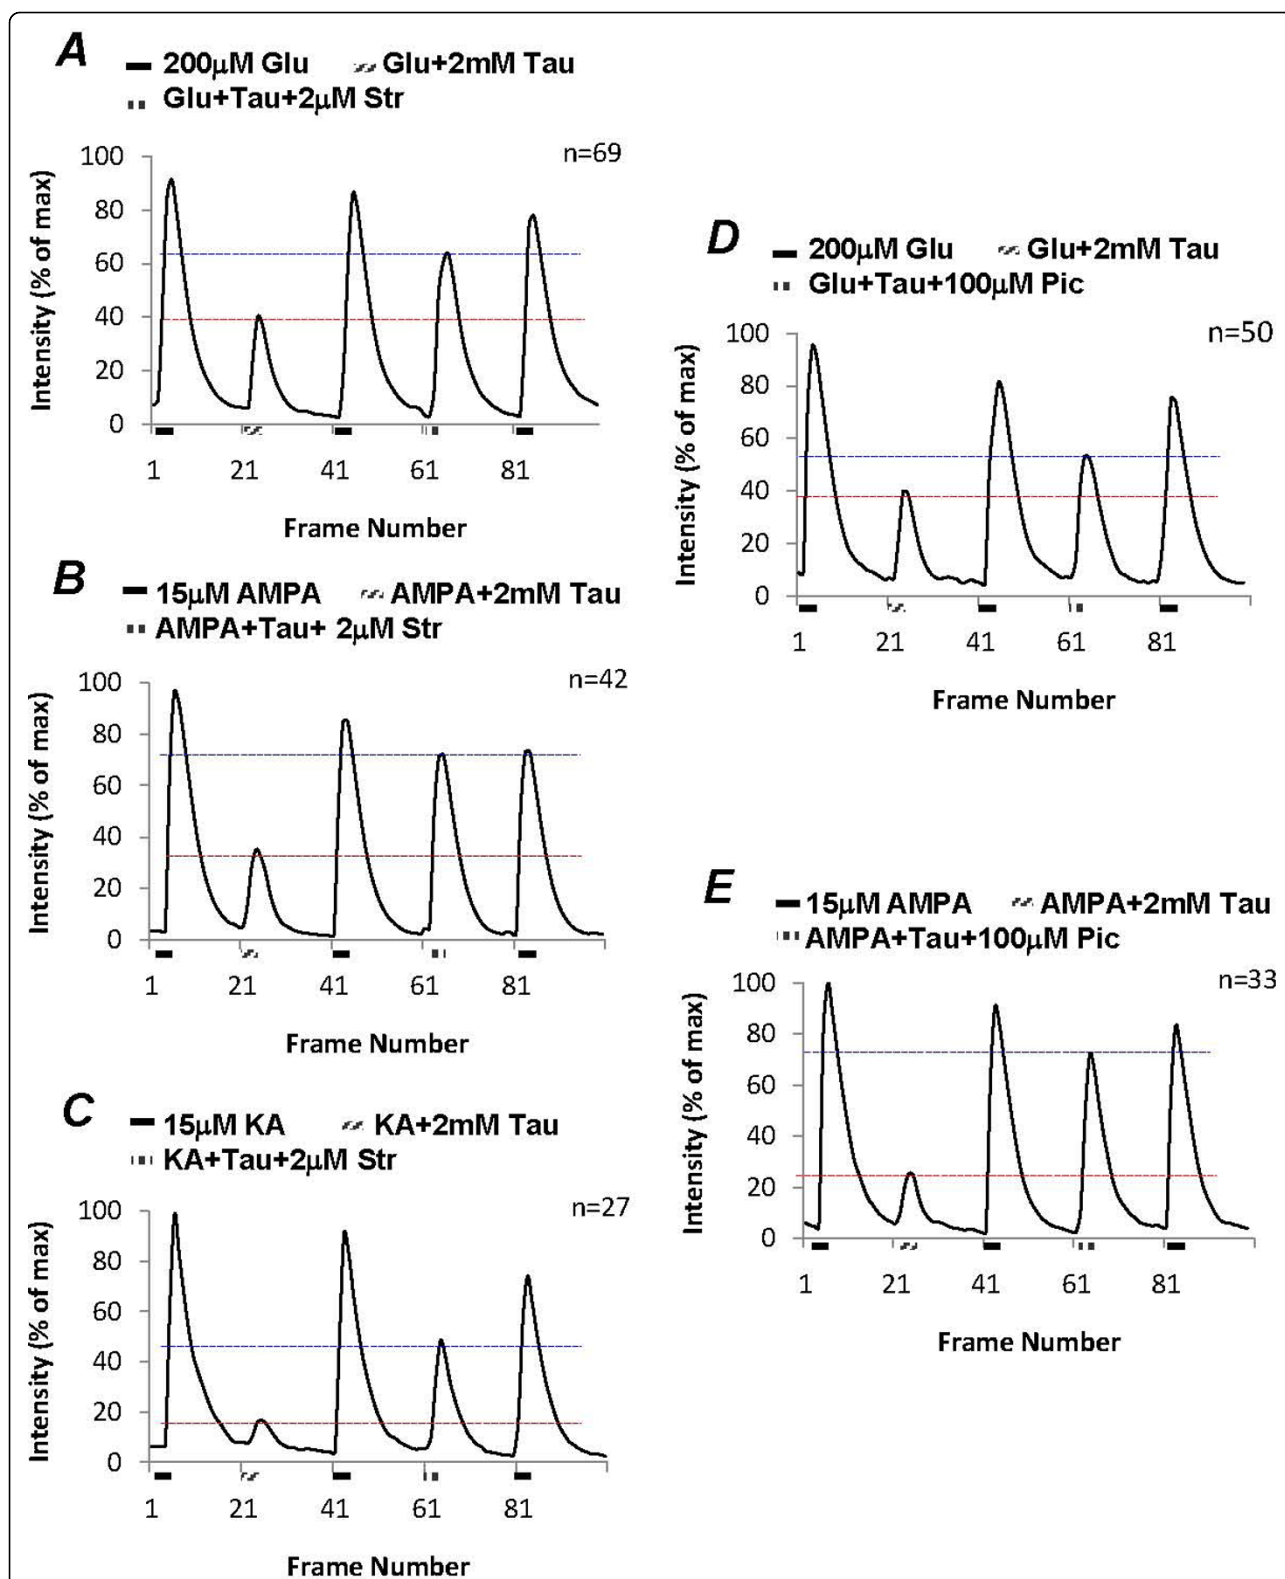 A
200μM Glu Glu+2mM Tau
Glu+Tau+2μM Str
n=69
Intensity (% of max)
100
80
60
40
20
0
1 21 41 61 81
Frame Number
B
15μM AMPA AMPA+2mM Tau
AMPA+Tau+ 2μM Str
n=42
Intensity (% of max)
100
80
60
40
20
0
1 21 41 61 81
Frame Number
C
15μM KA KA+2mM Tau
KA+Tau+2μM Str
n=27
Intensity (% of max)
100
80
60
40
20
0
1 21 41 61 81
Frame Number
D
200μM Glu Glu+2mM Tau
Glu+Tau+100μM Pic
n=50
Intensity (% of max)
100
80
60
40
20
0
1 21 41 61 81
Frame Number
E
15μM AMPA AMPA+2mM Tau
AMPA+Tau+100μM Pic
n=33
Intensity (% of max)
100
80
60
40
20
0
1 21 41 61 81
Frame Number